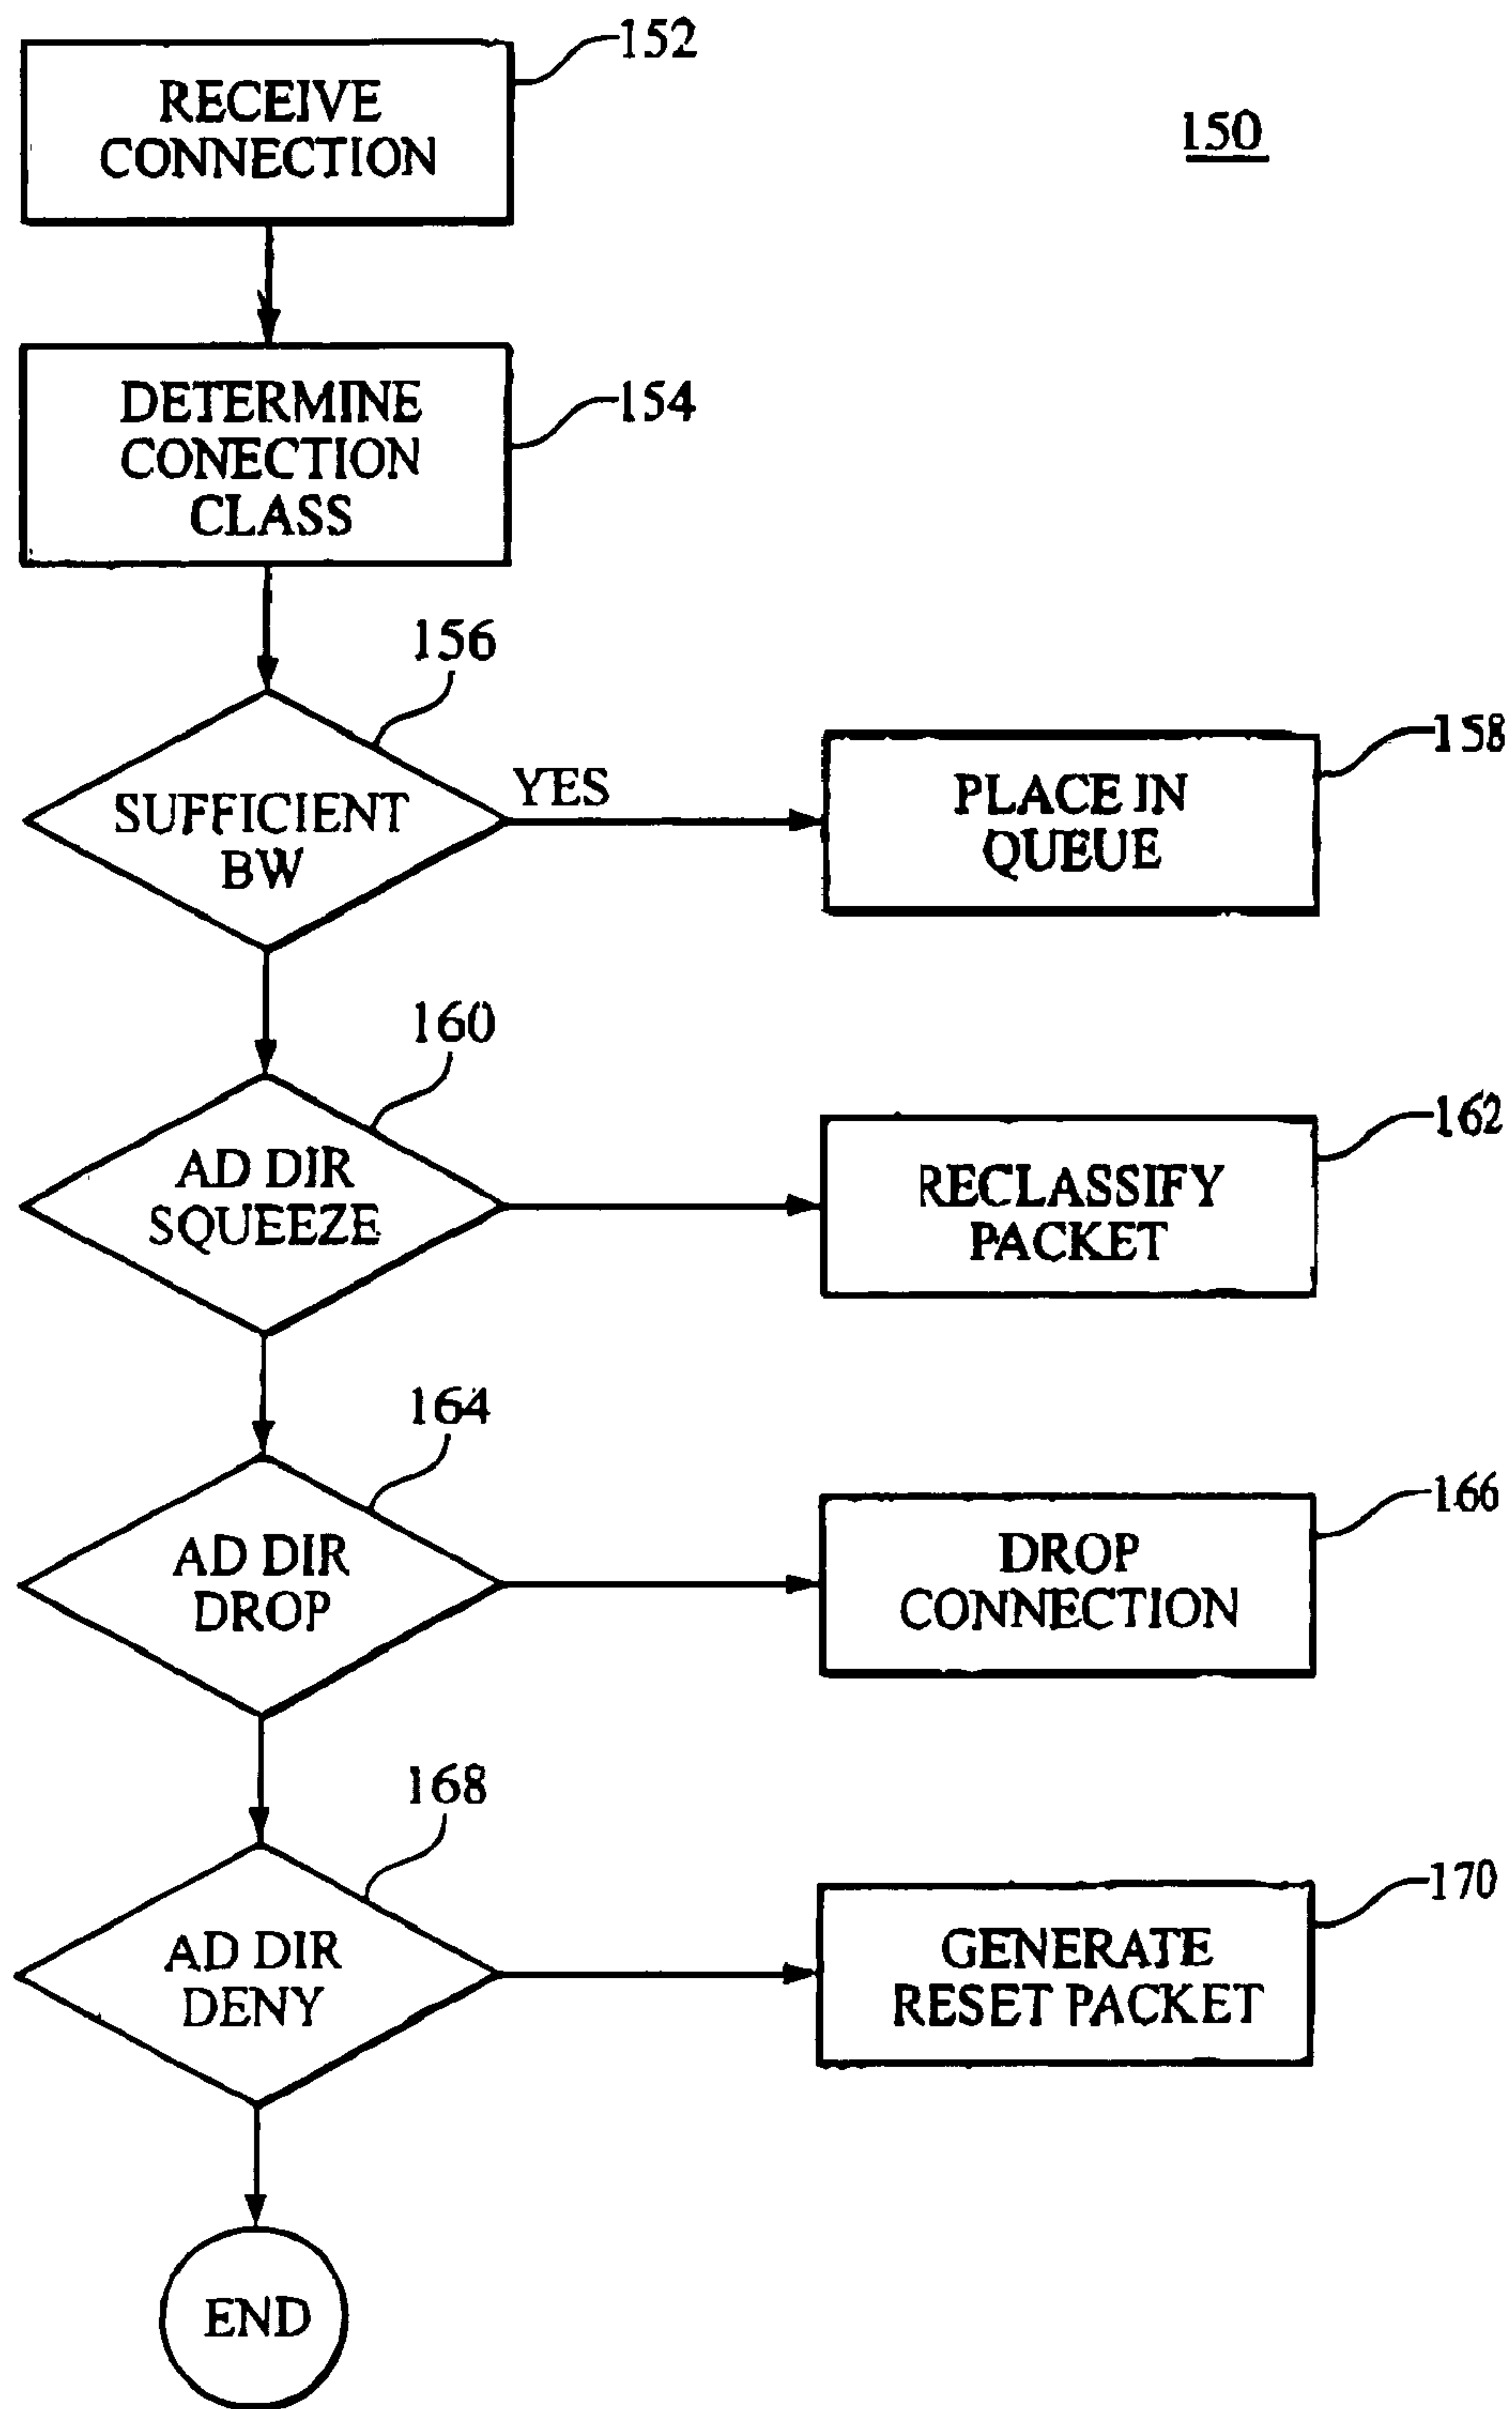 152
RECEIVE
CONNECTION
150
154
DETERMINE
CONECTION
CLASS
156
SUFFICIENT
BW
YES
158
PLACE IN
QUEUE
160
AD DIR
SQUEEZE
162
RECLASSIFY
PACKET
164
AD DIR
DROP
166
DROP
CONNECTION
168
AD DIR
DENY
170
GENERATE
RESET PACKET
END